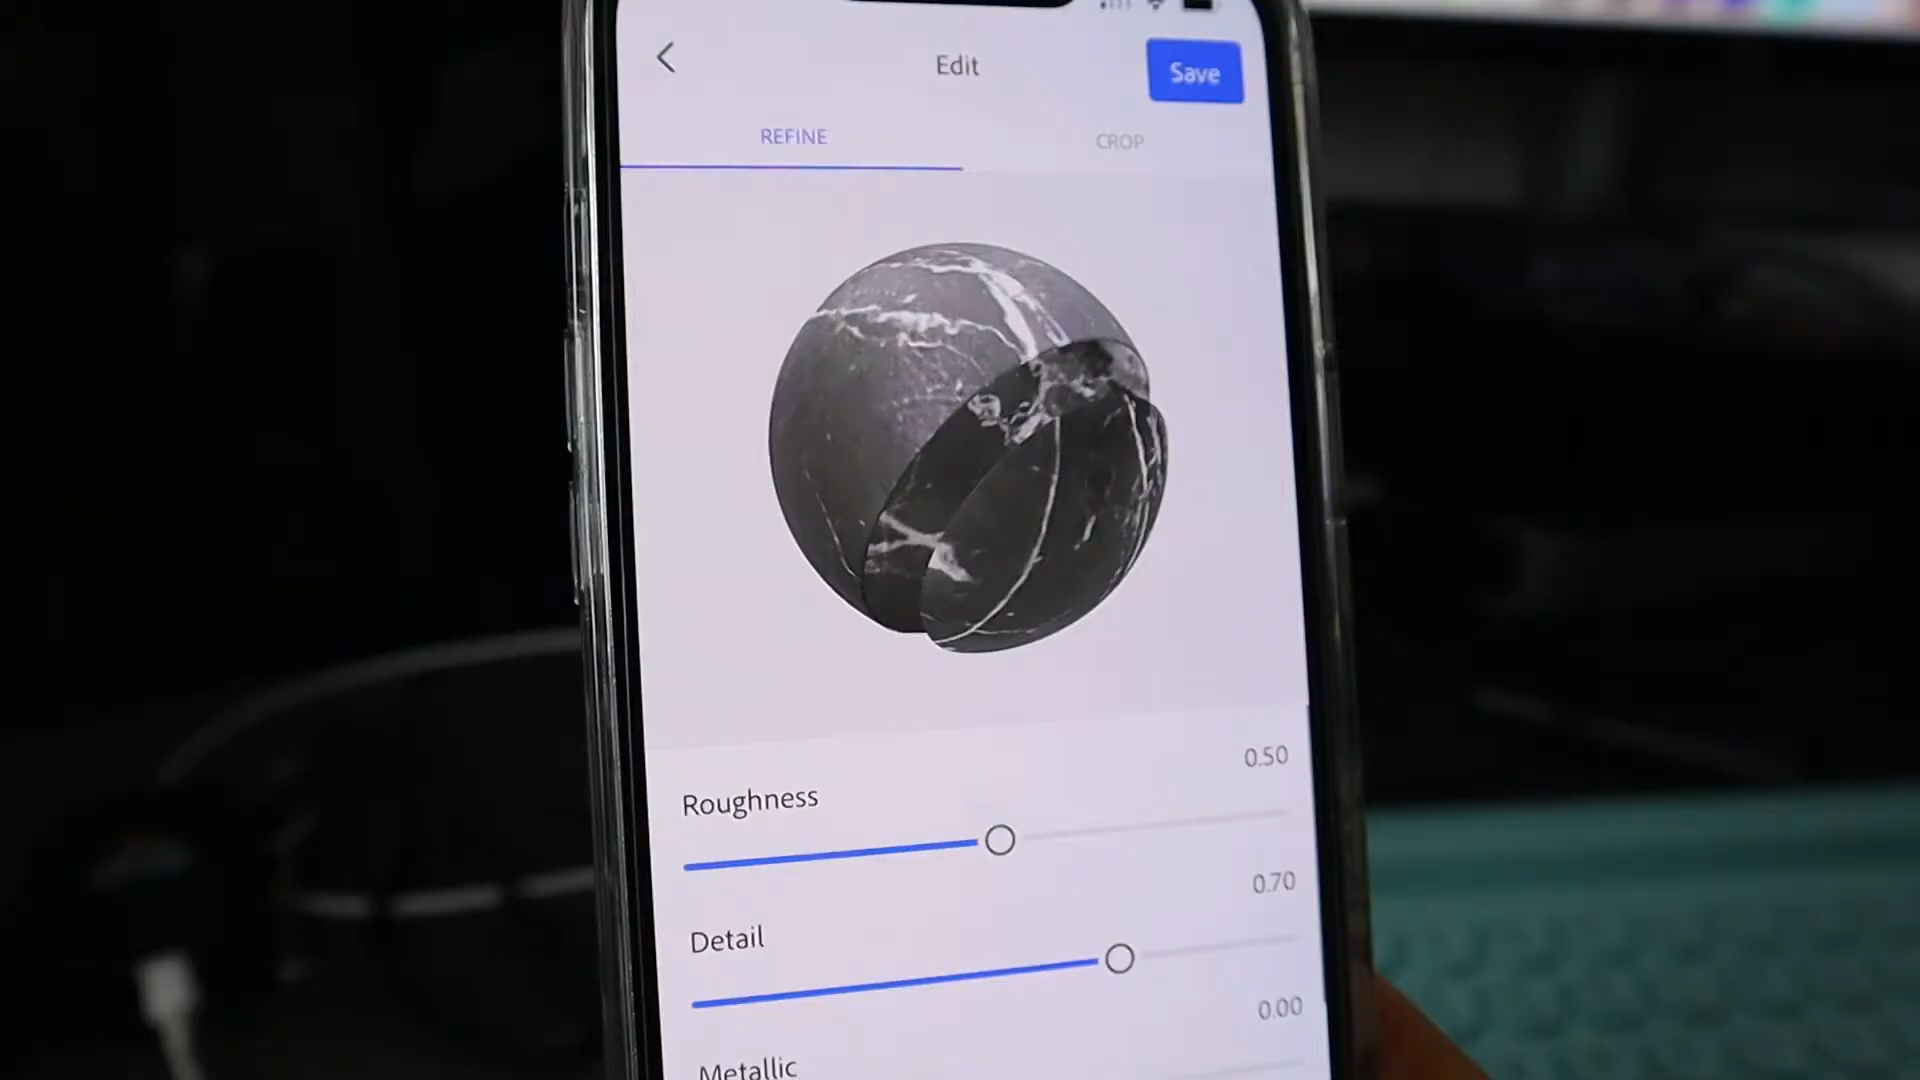 Edit
Save
REFINE
CROP
0.50
Roughness
0.70
Detail
0.00
Metallic